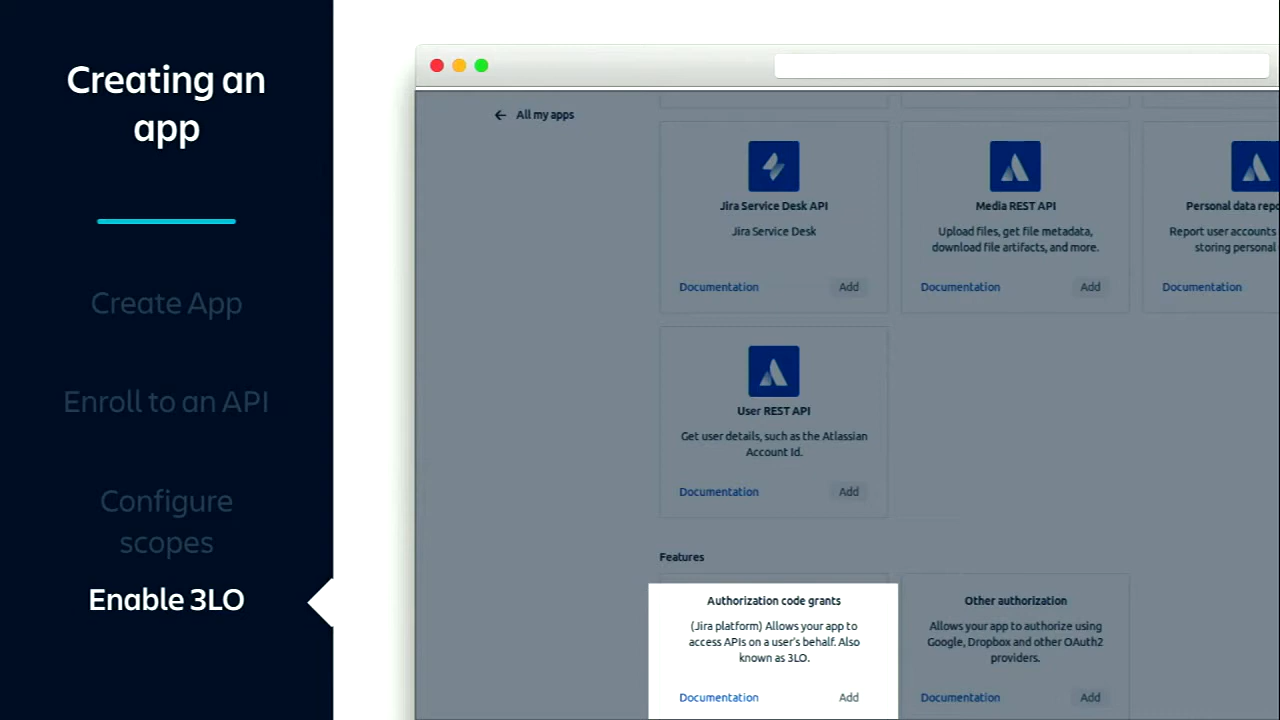 Creating an
app
Create App
Enroll to an API
Configure
scopes
Enable 3LO
All my apps
Jira Service Desk API
Jira Service Desk
Documentation
Add
Media REST API
Upload files, get file metadata,
download file artifacts, and more.
Documentation
Add
Personal data repo
Report user accounts
storing personal
Documentation
User REST API
Get user details, such as the Atlassian
Account Id.
Documentation
Add
Features
Authorization code grants
(Jira platform) Allows your app to
access APIs on a user's behalf. Also
known as 3LO.
Documentation
Add
Other authorization
Allows your app to authorize using
Google, Dropbox and other OAuth2
providers.
Documentation
Add